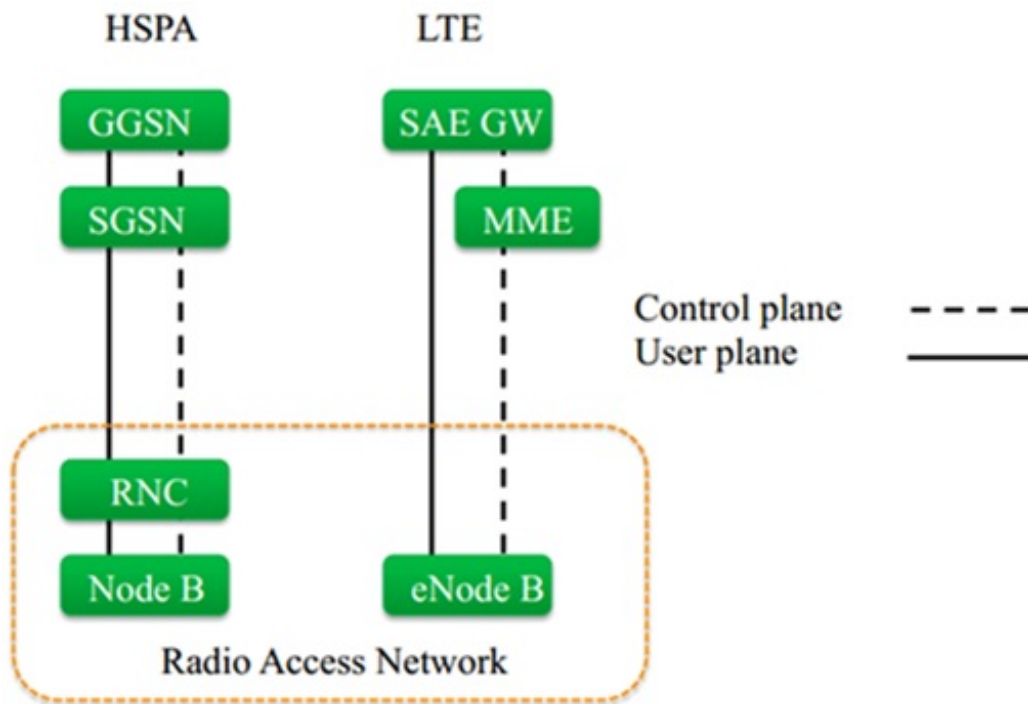 HSPA
LTE
GGSN
SAE GW
SGSN
MME
Control plane
User plane
RNC
Node B
eNode B
Radio Access Network